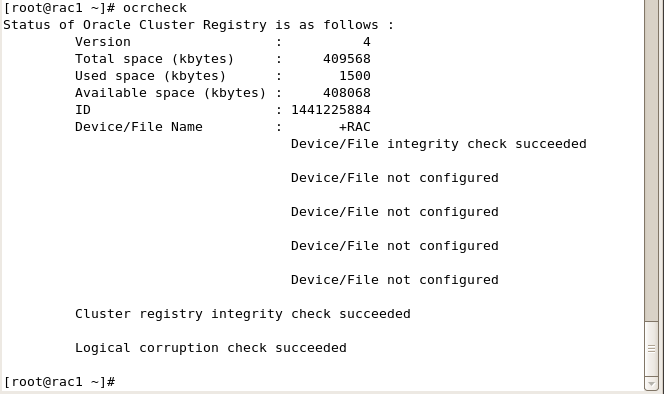 [root@rac1 ~]# ocrcheck
Status of Oracle Cluster Registry is as follows :
         Version                  :          4
         Total space (kbytes)     :     409568
         Used space (kbytes)      :       1500
         Available space (kbytes) :     408068
         ID                       : 1441225884
         Device/File Name         :       +RAC
                                    Device/File integrity check succeeded
                                    Device/File not configured
                                    Device/File not configured
                                    Device/File not configured
                                    Device/File not configured
         Cluster registry integrity check succeeded
         Logical corruption check succeeded
[root@rac1 ~]#